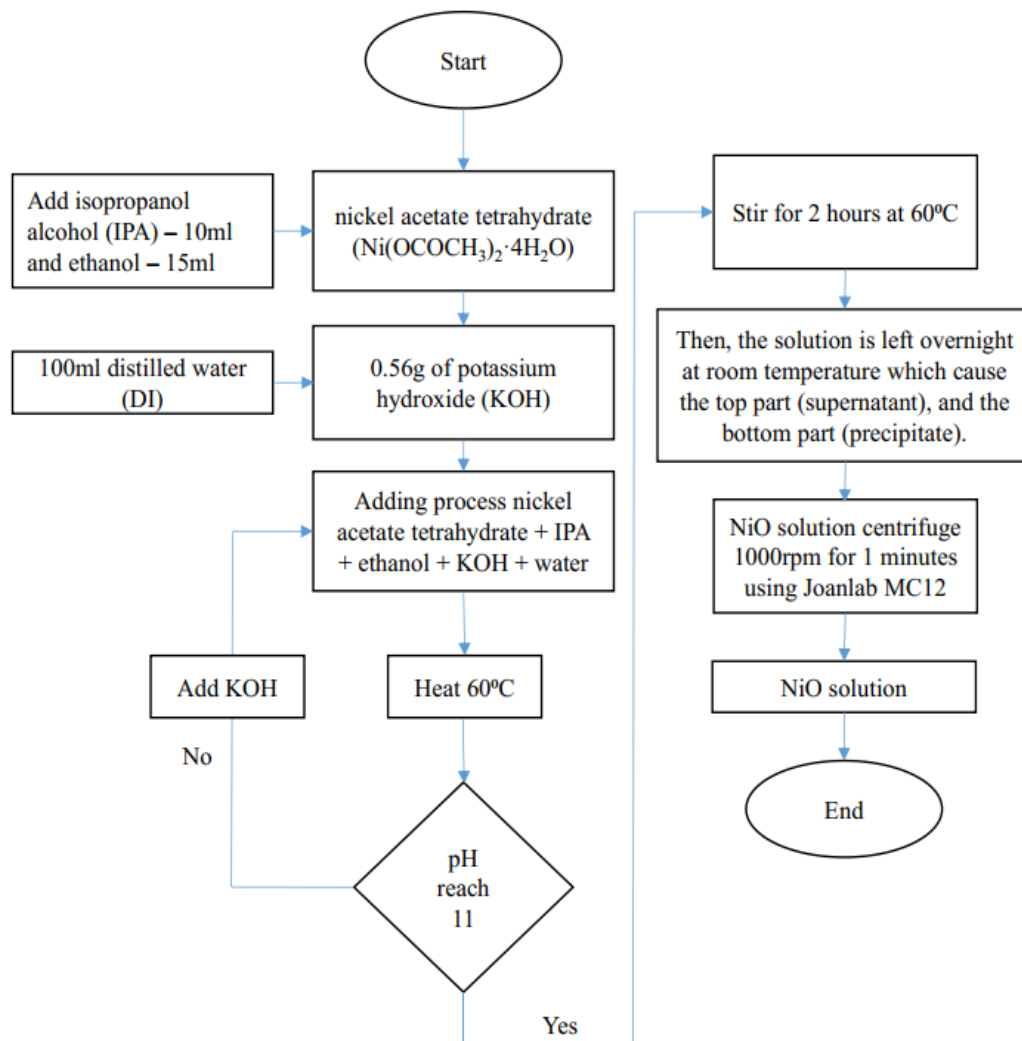 Start
Add isopropanol
alcohol (IPA) – 10ml
and ethanol – 15ml
nickel acetate tetrahydrate
(Ni(OCOCH₃)₂·4H₂O)
100ml distilled water
(DI)
0.56g of potassium
hydroxide (KOH)
Adding process nickel
acetate tetrahydrate + IPA
+ ethanol + KOH + water
Add KOH
Heat 60⁰C
No
pH
reach
11
Yes
Stir for 2 hours at 60⁰C
Then, the solution is left overnight
at room temperature which cause
the top part (supernatant), and the
bottom part (precipitate).
NiO solution centrifuge
1000rpm for 1 minutes
using Joanlab MC12
NiO solution
End